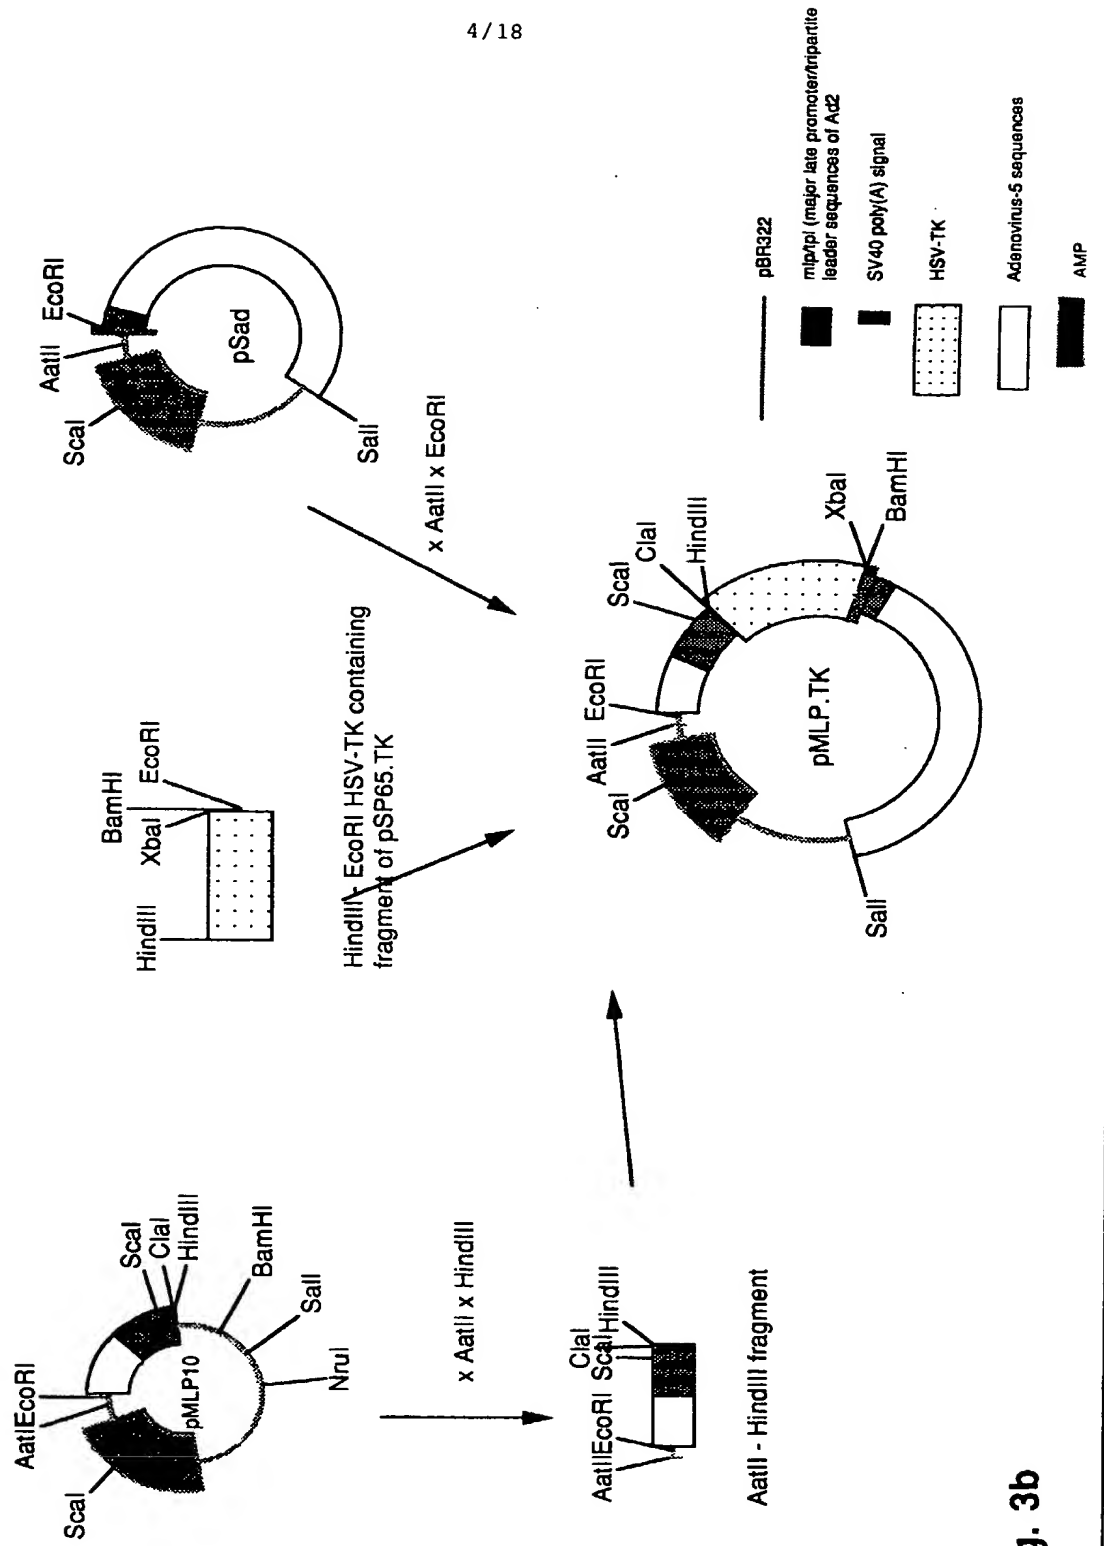 4/18
AatIEcoRI
ScaI
ScaI
ClaI
HindIII
pMLP10
BamHI
SalI
NruI
x AatII x HindIII
AatIIEcoRI
ClaI
ScaIHindIII
AatII - HindIII fragment
HindIII
BamHI
XbaI
EcoRI
HindIII - EcoRI HSV-TK containing
fragment of pSP65.TK
ScaI
AatII
EcoRI
pSad
SalI
x AatII x EcoRI
ScaI
AatII
EcoRI
ScaI
ClaI
HindIII
pMLP.TK
XbaI
BamHI
SalI
pBR322
mlp/tpl (major late promoter/tripartite
leader sequences of Ad2
SV40 poly(A) signal
HSV-TK
Adenovirus-5 sequences
AMP
g. 3b